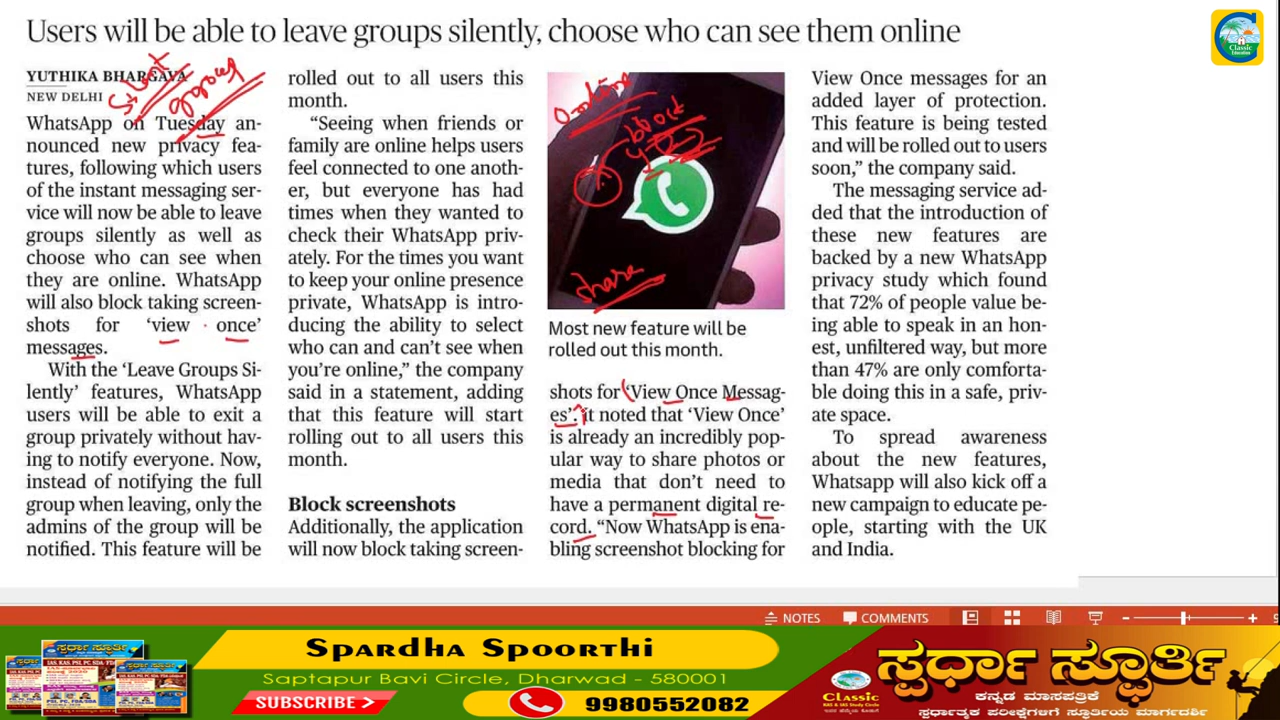 Users will be able to leave groups silently, choose who can see them online
YUTHIKA BHARGAVA
NEW DELHI
WhatsApp on Tuesday an-
nounced new privacy fea-
tures, following which users
of the instant messaging ser-
vice will now be able to leave
groups silently as well as
choose who can see when
they are online. WhatsApp
will also block taking screen-
shots for ‘view once’
messages.
With the ‘Leave Groups Si-
lently’ features, WhatsApp
users will be able to exit a
group privately without hav-
ing to notify everyone. Now,
instead of notifying the full
group when leaving, only the
admins of the group will be
notified. This feature will be
rolled out to all users this
month.
“Seeing when friends or
family are online helps users
feel connected to one anoth-
er, but everyone has had
times when they wanted to
check their WhatsApp priv-
ately. For the times you want
to keep your online presence
private, WhatsApp is intro-
ducing the ability to select
who can and can’t see when
you’re online,” the company
said in a statement, adding
that this feature will start
rolling out to all users this
month.
Block screenshots
Additionally, the application
will now block taking screen-
share
Most new feature will be
rolled out this month.
shots for ‘View Once Messag-
es’. It noted that ‘View Once’
is already an incredibly pop-
ular way to share photos or
media that don’t need to
have a permanent digital re-
cord. “Now WhatsApp is ena-
bling screenshot blocking for
View Once messages for an
added layer of protection.
This feature is being tested
and will be rolled out to users
soon,” the company said.
The messaging service ad-
ded that the introduction of
these new features are
backed by a new WhatsApp
privacy study which found
that 72% of people value be-
ing able to speak in an hon-
est, unfiltered way, but more
than 47% are only comforta-
ble doing this in a safe, priv-
ate space.
To spread awareness
about the new features,
Whatsapp will also kick off a
new campaign to educate pe-
ople, starting with the UK
and India.
Classic
Education
NOTES
COMMENTS
Spardha Spoorthi
Saptapur Bavi Circle, Dharwad - 580001
SUBSCRIBE
9980552082
Classic
KAS & IAS Study Circle
ಸ್ಪರ್ಧಾ ಸ್ಫೂರ್ತಿ
ಕನ್ನಡ ಮಾಸಪತ್ರಿಕೆ
ಸ್ಪರ್ಧಾತ್ಮಕ ಪರೀಕ್ಷೆಗಳಿಗೆ ಸ್ಫೂರ್ತಿಯ ಮಾರ್ಗದರ್ಶಿ